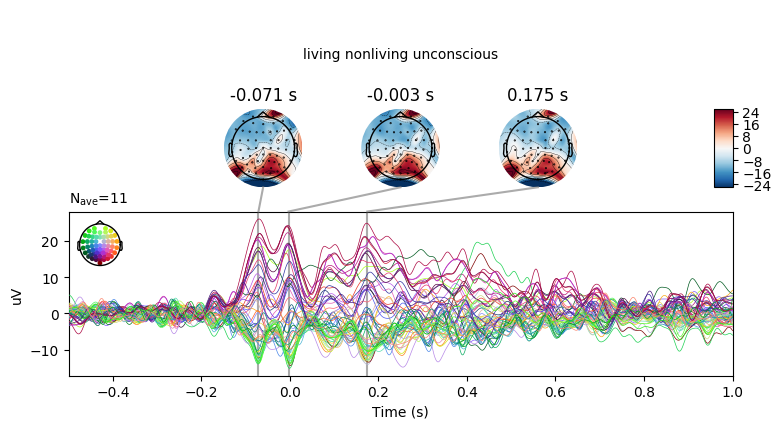 living nonliving unconscious
-0.071 s -0.003 s 0.175 s
24
16
8
0
−8
−16
−24
Nave=11
20
10
0
−10
uV
−0.4 −0.2 0.0 0.2 0.4 0.6 0.8 1.0
Time (s)